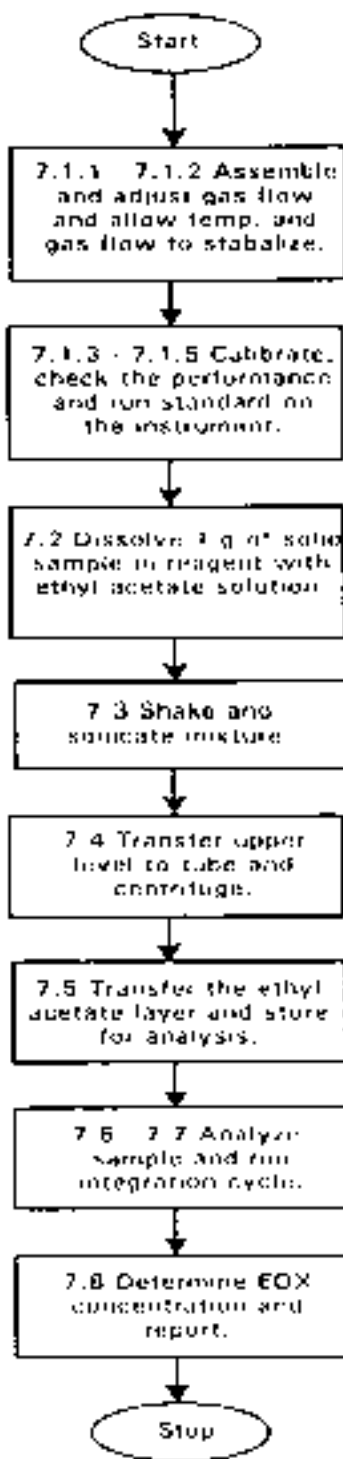 Start
7.1.1 7.1.2 Assemble
and adjust gas flow
and allow temp. and
gas flow to stabalize.
7.1.3 - 7.1.5 Calibrate,
check the performance
and run standard on
the instrument.
7.2 Dissolve 1 g of solid
sample in reagent with
ethyl acetate solution
7 3 Shake and
sonicate mixture
7 4 Transfer upper
level to tube and
centrifuge.
7.5 Transfer the ethyl
acetate layer and store
for analysis.
7.6 7.7 Analyze
sample and run
integration cycle.
7.8 Determine EOX
concentration and
report.
Stop